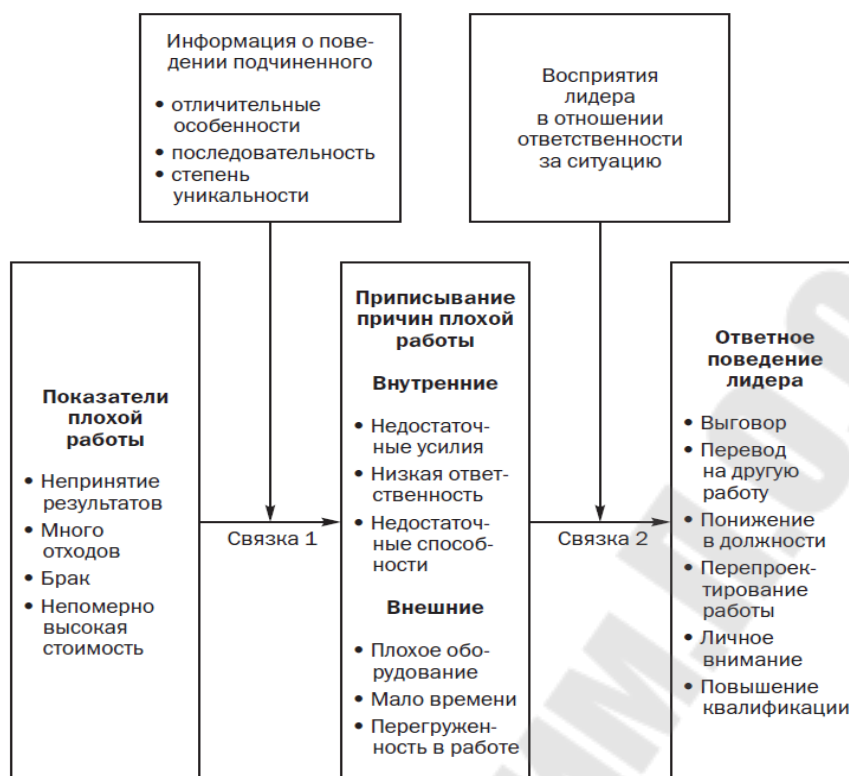 Информация о пове-
дении подчиненного
• отличительные
особенности
• последовательность
• степень
уникальности
Восприятия
лидера
в отношении
ответственности
за ситуацию
Показатели
плохой
работы
• Непринятие
результатов
• Много
отходов
• Брак
• Непомерно
высокая
стоимость
Связка 1
Приписывание
причин плохой
работы
Внутренние
• Недостаточ-
ные усилия
• Низкая ответ-
ственность
• Недостаточ-
ные способ-
ности
Внешние
• Плохое обо-
рудование
• Мало времени
• Перегружен-
ность в работе
Связка 2
Ответное
поведение
лидера
• Выговор
• Перевод
на другую
работу
• Понижение
в должности
• Перепроек-
тирование
работы
• Личное
внимание
• Повышение
квалификации